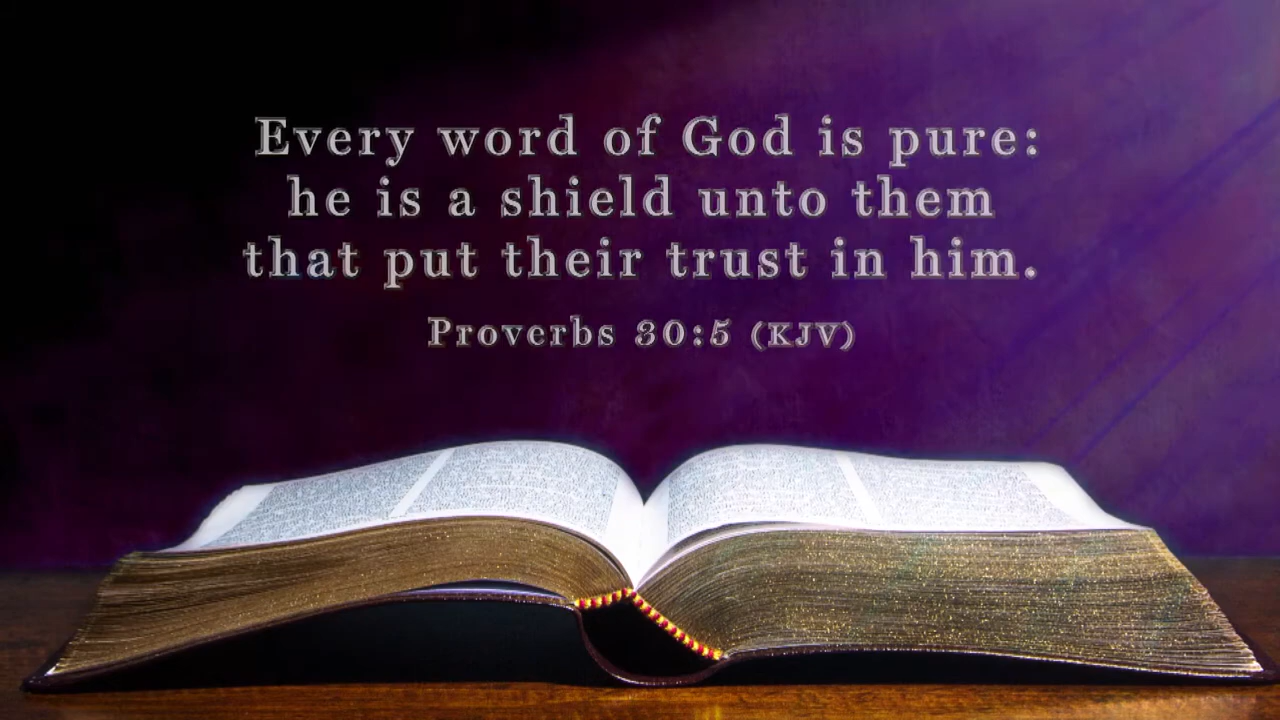 Every word of God is pure:
he is a shield unto them
that put their trust in him.
Proverbs 30:5 (KJV)